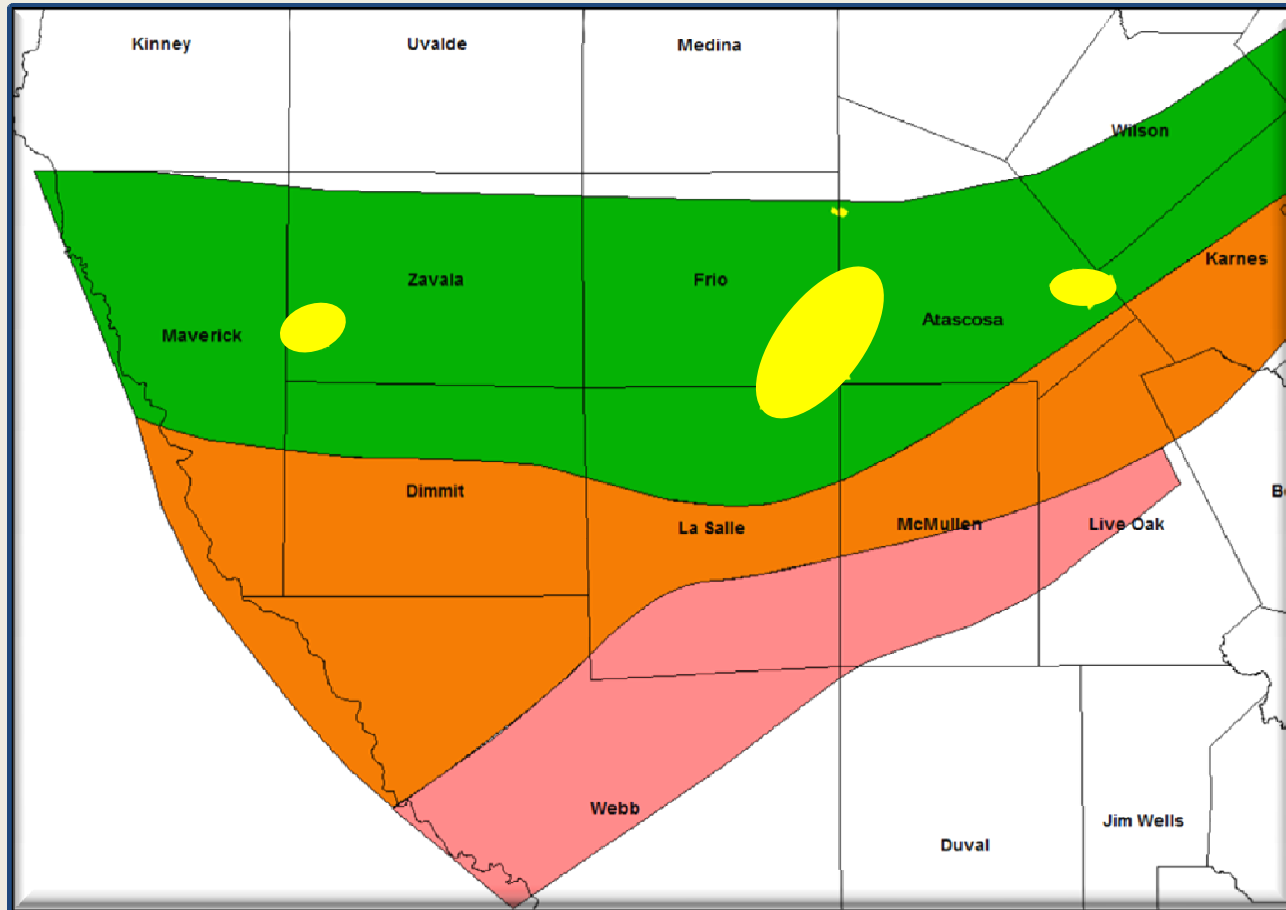 Kinney
Uvalde
Medina
Wilson
Karnes
Zavala
Frio
Atascosa
Maverick
Dimmit
La Salle
McMullen
Live Oak
Webb
Jim Wells
Duval